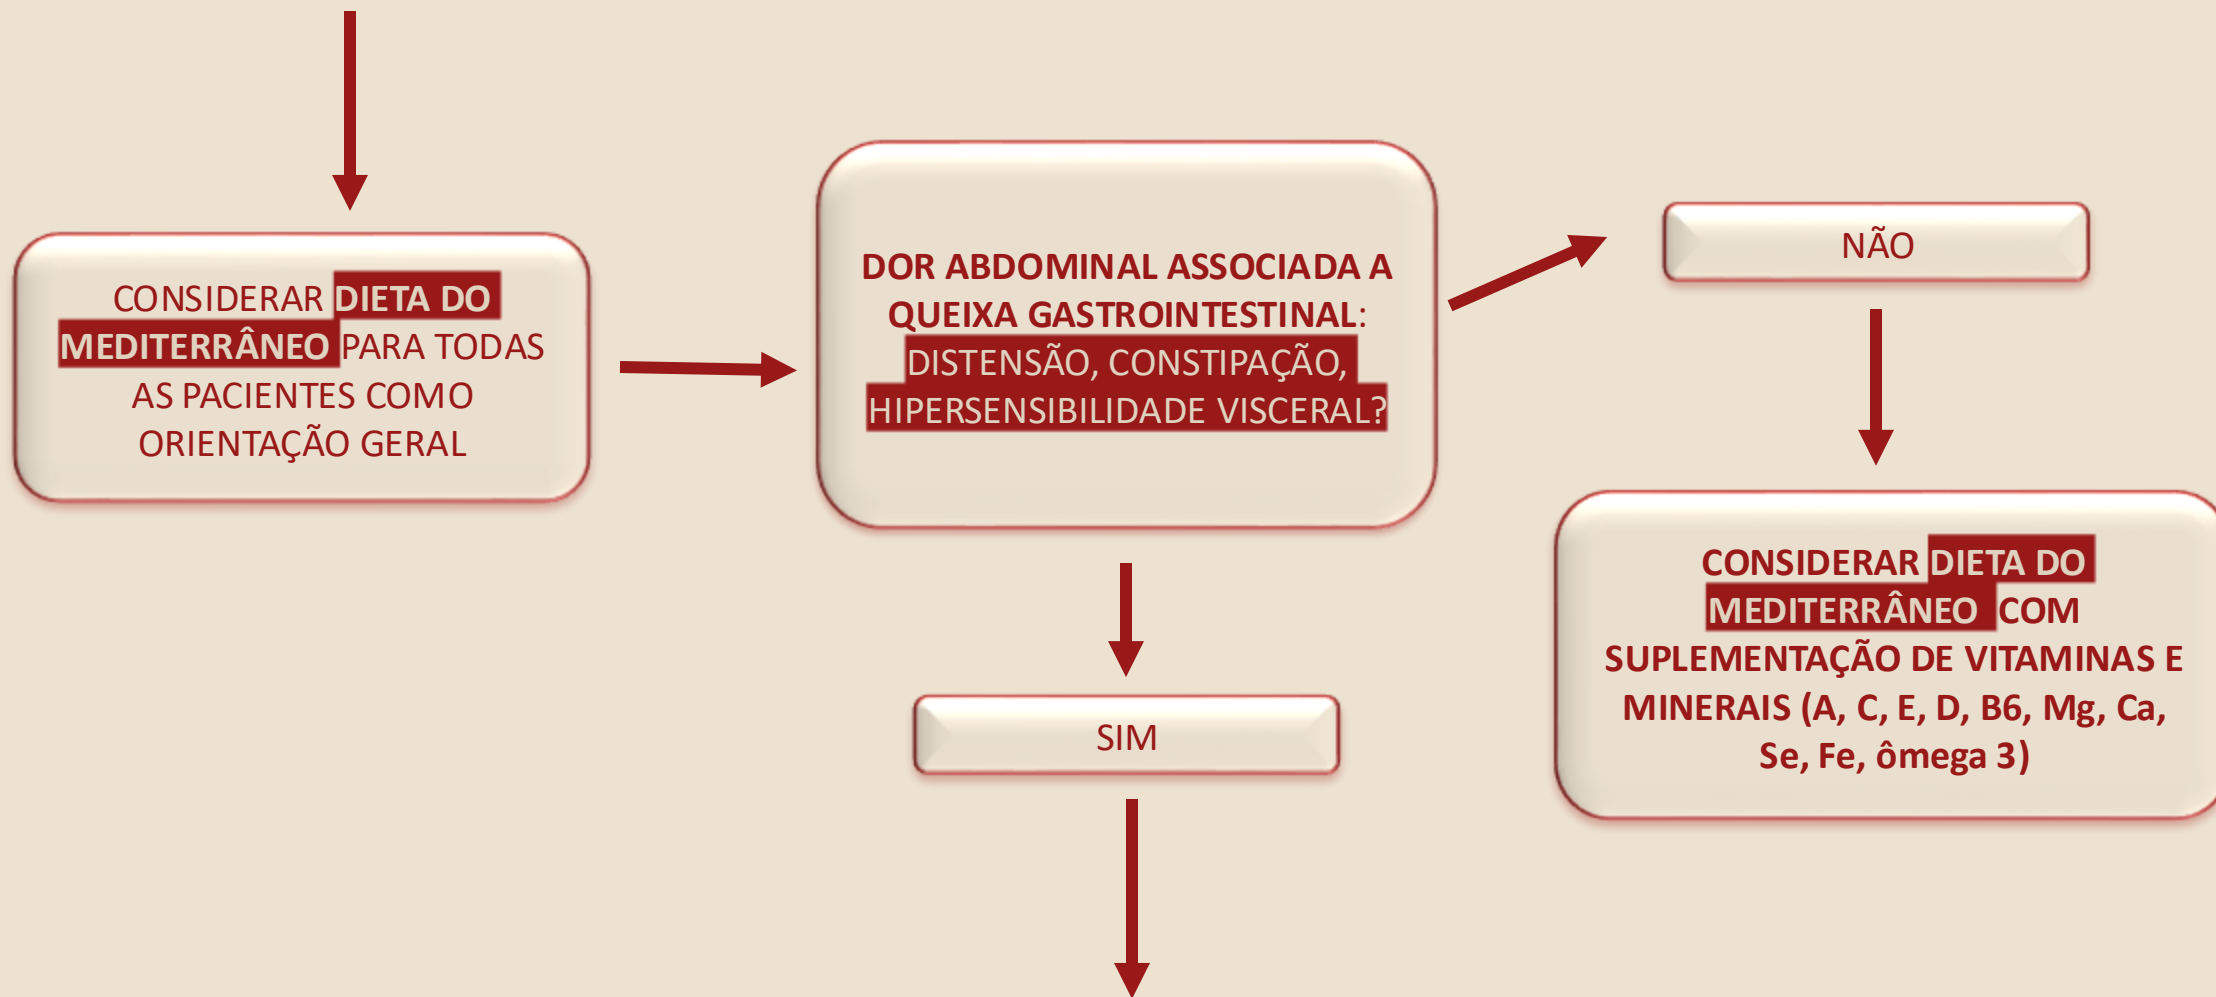 CONSIDERAR DIETA DO
MEDITERRÂNEO PARA TODAS
AS PACIENTES COMO
ORIENTAÇÃO GERAL
DOR ABDOMINAL ASSOCIADA A
QUEIXA GASTROINTESTINAL:
DISTENSÃO, CONSTIPAÇÃO,
HIPERSENSIBILIDADE VISCERAL?
NÃO
SIM
CONSIDERAR DIETA DO
MEDITERRÂNEO COM
SUPLEMENTAÇÃO DE VITAMINAS E
MINERAIS (A, C, E, D, B6, Mg, Ca,
Se, Fe, ômega 3)